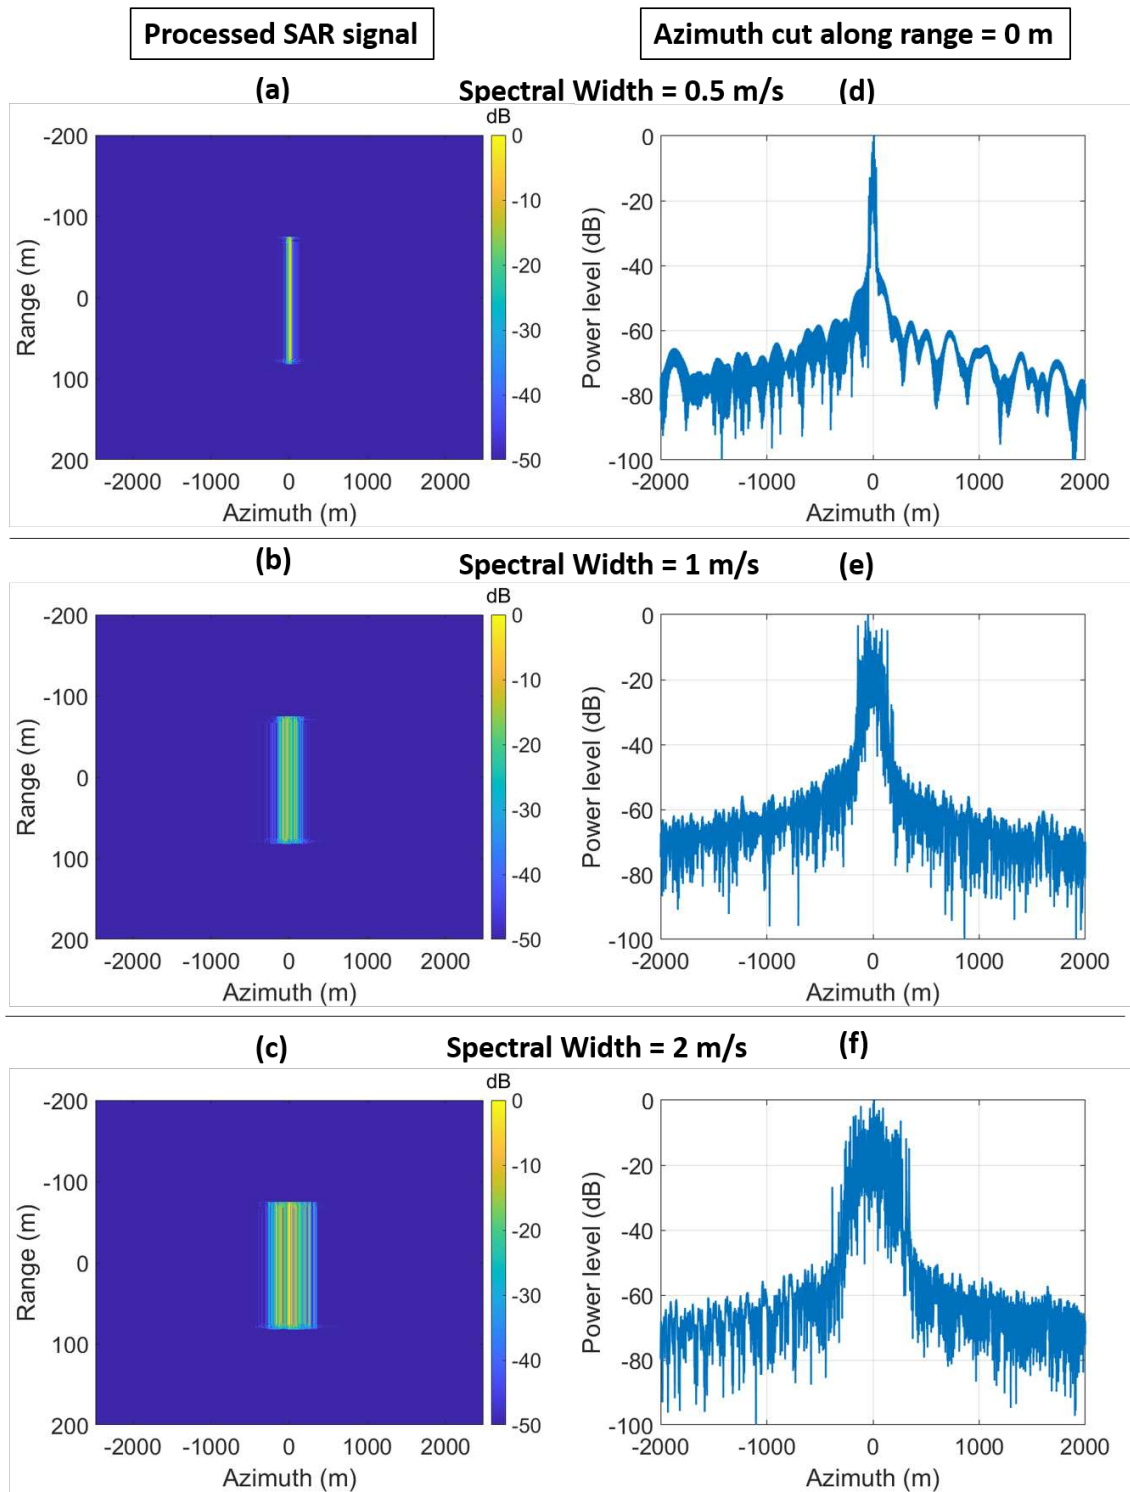 Processed SAR signal
Azimuth cut along range = 0 m
(a) Spectral Width = 0.5 m/s (d)
dB
-200
-100
0
100
200
Range (m)
-2000 -1000 0 1000 2000
Azimuth (m)
0
-10
-20
-30
-40
-50
0
-20
-40
-60
-80
-100
Power level (dB)
-2000 -1000 0 1000 2000
Azimuth (m)
(b) Spectral Width = 1 m/s (e)
dB
-200
-100
0
100
200
Range (m)
-2000 -1000 0 1000 2000
Azimuth (m)
0
-10
-20
-30
-40
-50
0
-20
-40
-60
-80
-100
Power level (dB)
-2000 -1000 0 1000 2000
Azimuth (m)
(c) Spectral Width = 2 m/s (f)
dB
-200
-100
0
100
200
Range (m)
-2000 -1000 0 1000 2000
Azimuth (m)
0
-10
-20
-30
-40
-50
0
-20
-40
-60
-80
-100
Power level (dB)
-2000 -1000 0 1000 2000
Azimuth (m)